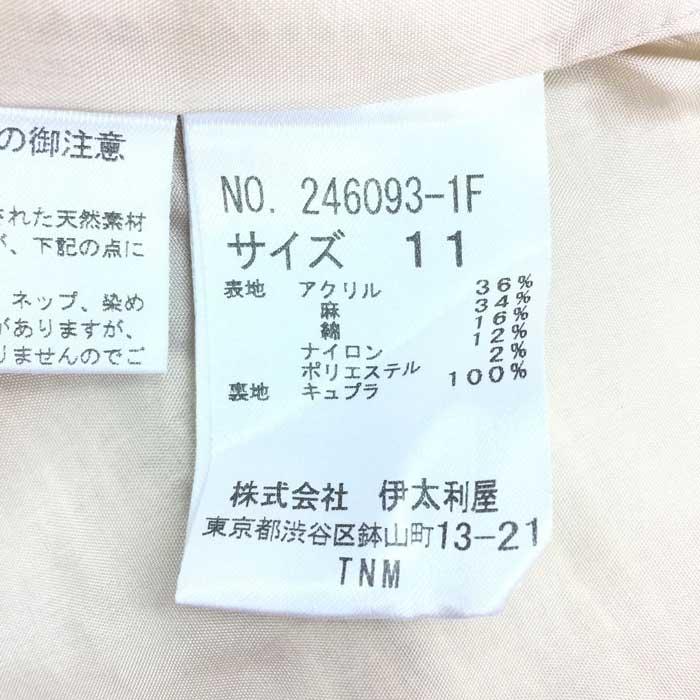 の御注意
された天然素材
が、下記の点に
、ネップ、染め
がありますが、
りませんのでご
NO. 246093-1F
サイズ 11
表地 アクリル 36%
麻 34%
綿 16%
ナイロン 12%
ポリエステル 2%
裏地 キュプラ 100%
株式会社 伊太利屋
東京都渋谷区鉢山町13-21
TNM